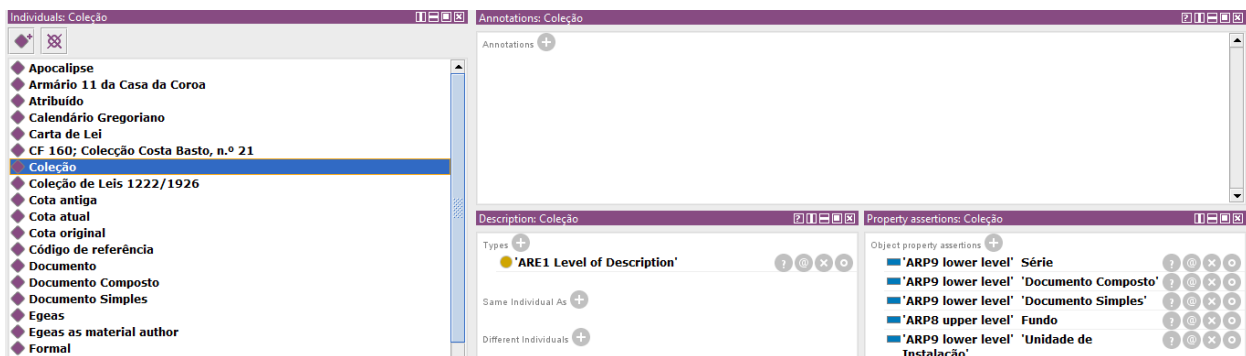 Individuals: Coleção
Apocalipse
Armário 11 da Casa da Coroa
Atribuído
Calendário Gregoriano
Carta de Lei
CF 160; Colecção Costa Basto, n.º 21
Coleção
Coleção de Leis 1222/1926
Cota antiga
Cota atual
Cota original
Código de referência
Documento
Documento Composto
Documento Simples
Egeas
Egeas as material author
Formal
Annotations: Coleção
Annotations
Description: Coleção
Types
'ARE1 Level of Description'
Same Individual As
Different Individuals
Property assertions: Coleção
Object property assertions
'ARP9 lower level' Série
'ARP9 lower level' 'Documento Composto'
'ARP9 lower level' 'Documento Simples'
'ARP8 upper level' Fundo
'ARP9 lower level' 'Unidade de
Instalação'